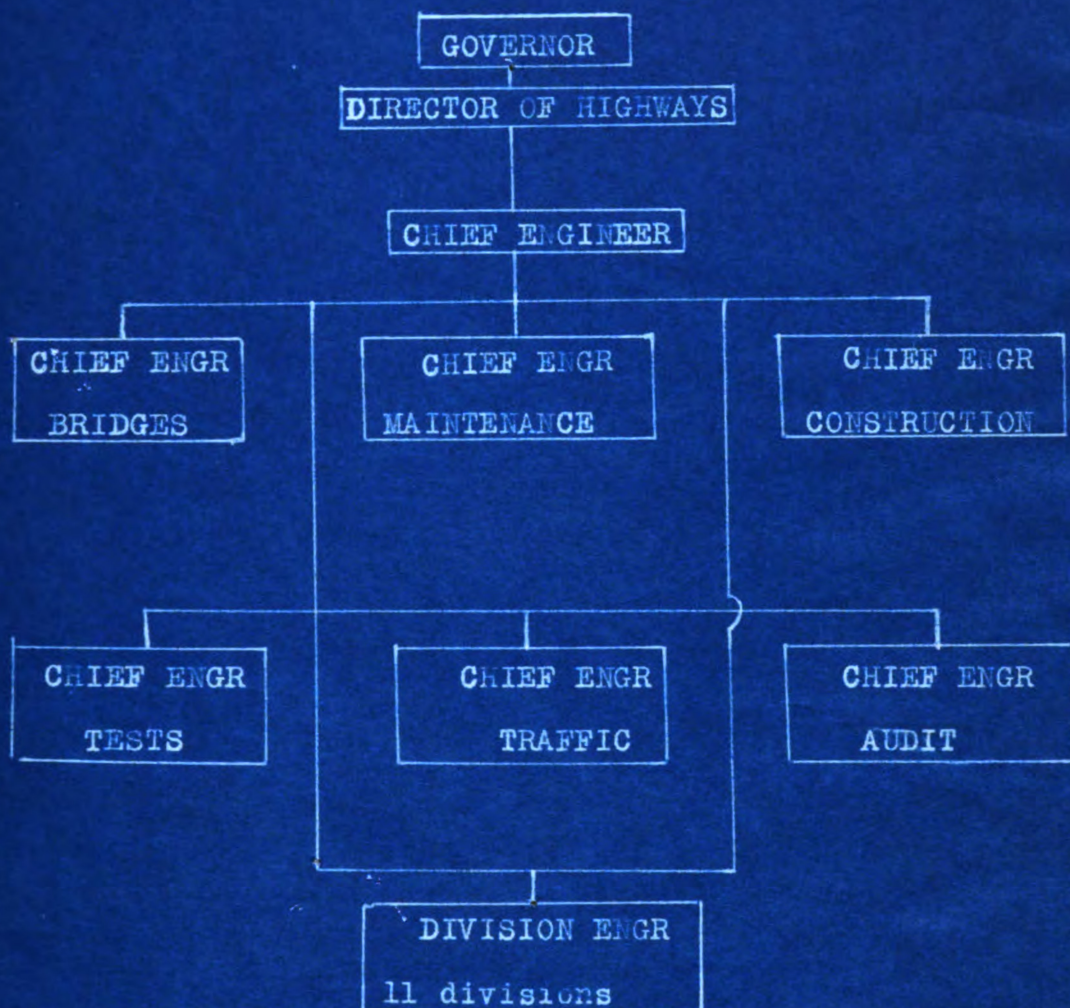 GOVERNOR
DIRECTOR OF HIGHWAYS
CHIEF ENGINEER
CHIEF ENGR
BRIDGES
CHIEF ENGR
MAINTENANCE
CHIEF ENGR
CONSTRUCTION
CHIEF ENGR
TESTS
CHIEF ENGR
TRAFFIC
CHIEF ENGR
AUDIT
DIVISION ENGR
11 divisions